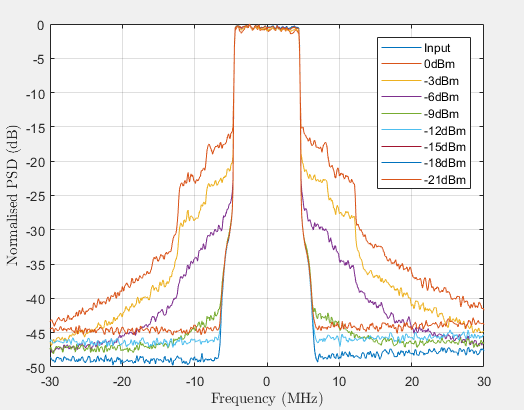 0
-5
-10
-15
-20
-25
-30
-35
-40
-45
-50
Normalised PSD (dB)
Input
0dBm
-3dBm
-6dBm
-9dBm
-12dBm
-15dBm
-18dBm
-21dBm
-30 -20 -10 0 10 20 30
Frequency (MHz)